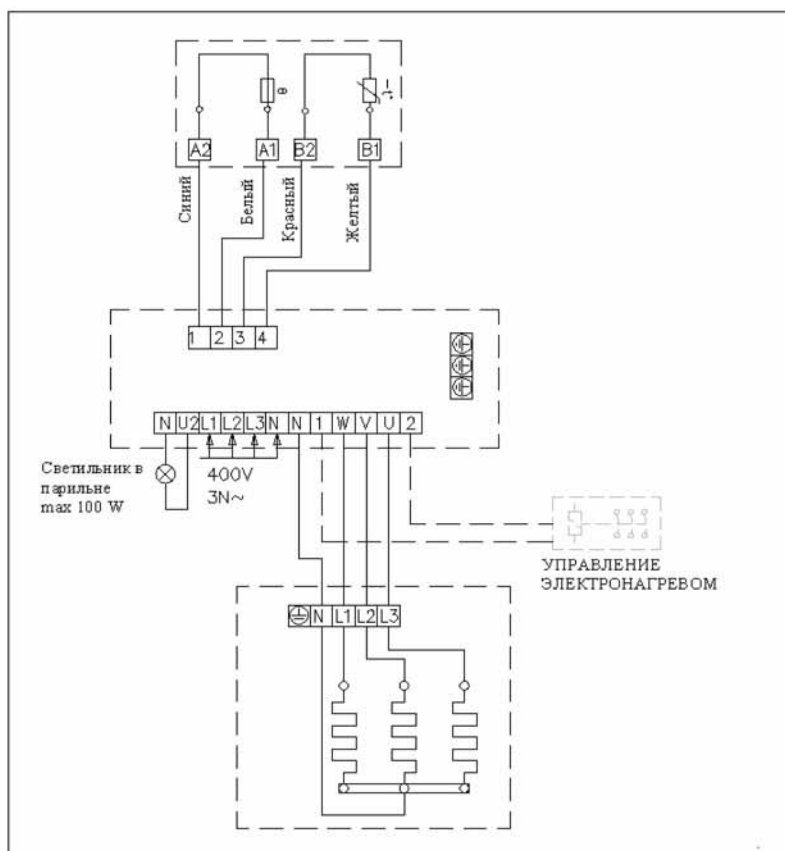 θ
-t°
A2 A1 B2 B1
Синий
Белый
Красный
Желтый
1 2 3 4
N U2 L1 L2 L3 N N 1 W V U 2
Светильник в
парильне
max 100 W
400V
3N~
УПРАВЛЕНИЕ
ЭЛЕКТРОНАГРЕВОМ
N L1 L2 L3